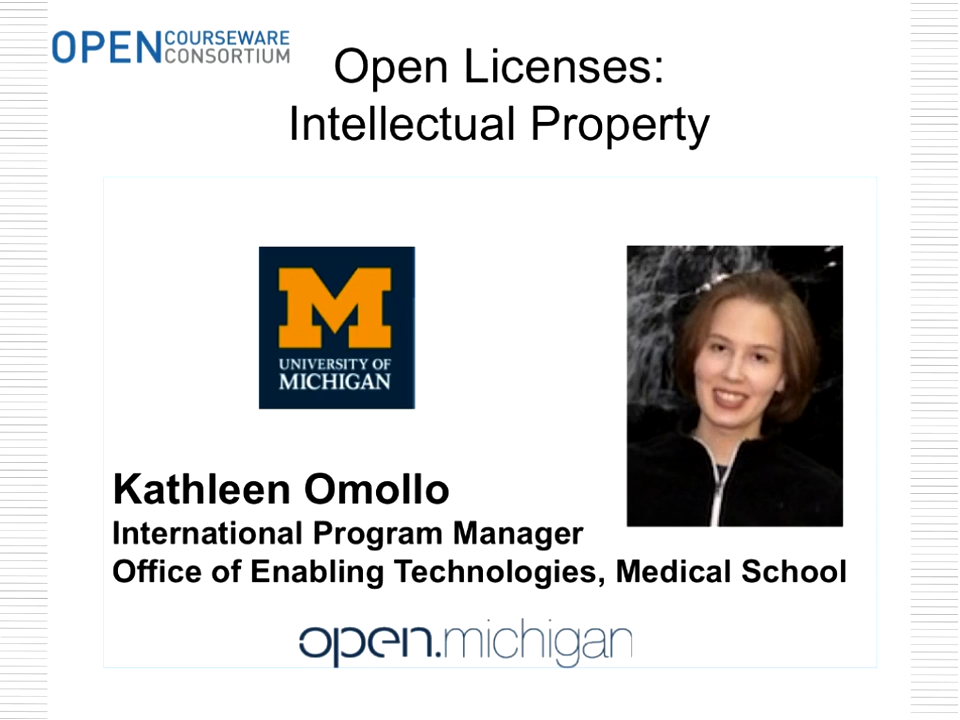 OPEN COURSEWARE
CONSORTIUM
Open Licenses:
Intellectual Property
M
UNIVERSITY OF
MICHIGAN
Kathleen Omollo
International Program Manager
Office of Enabling Technologies, Medical School
open.michigan